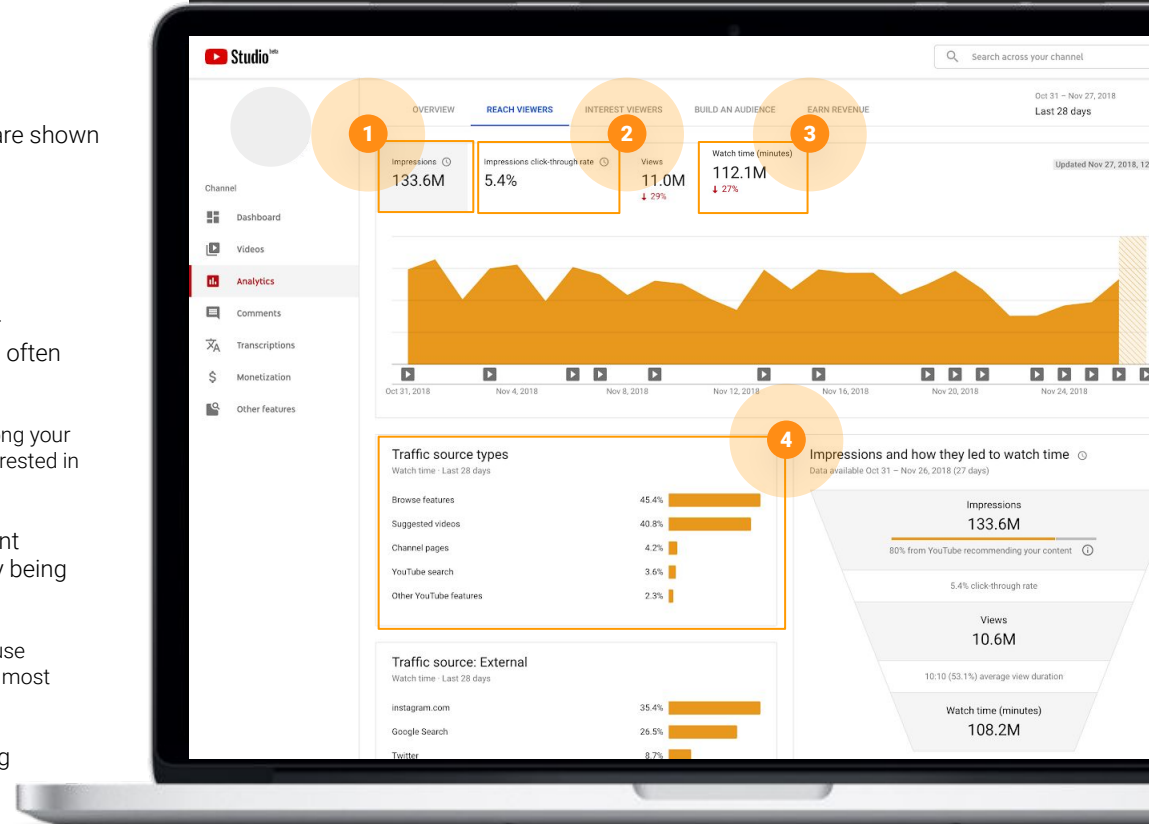 are shown
often
ong your
rested in
nt
y being
use
most
g
Studio beta
Search across your channel
OVERVIEW REACH VIEWERS INTEREST VIEWERS BUILD AN AUDIENCE EARN REVENUE
Oct 31 – Nov 27, 2018
Last 28 days
1
2
3
Impressions
133.6M
Impressions click-through rate
5.4%
Views
11.0M
↓ 29%
Watch time (minutes)
112.1M
↓ 27%
Updated Nov 27, 2018, 12
Channel
Dashboard
Videos
Analytics
Comments
Transcriptions
Monetization
Other features
Oct 31, 2018 Nov 4, 2018 Nov 8, 2018 Nov 12, 2018 Nov 16, 2018 Nov 20, 2018 Nov 24, 2018
4
Traffic source types
Watch time · Last 28 days
Browse features 45.4%
Suggested videos 40.8%
Channel pages 4.2%
YouTube search 3.6%
Other YouTube features 2.3%
Traffic source: External
Watch time · Last 28 days
instagram.com 35.4%
Google Search 26.5%
Twitter 8.7%
Impressions and how they led to watch time
Data available Oct 31 – Nov 26, 2018 (27 days)
Impressions
133.6M
80% from YouTube recommending your content
5.4% click-through rate
Views
10.6M
10:10 (53.1%) average view duration
Watch time (minutes)
108.2M